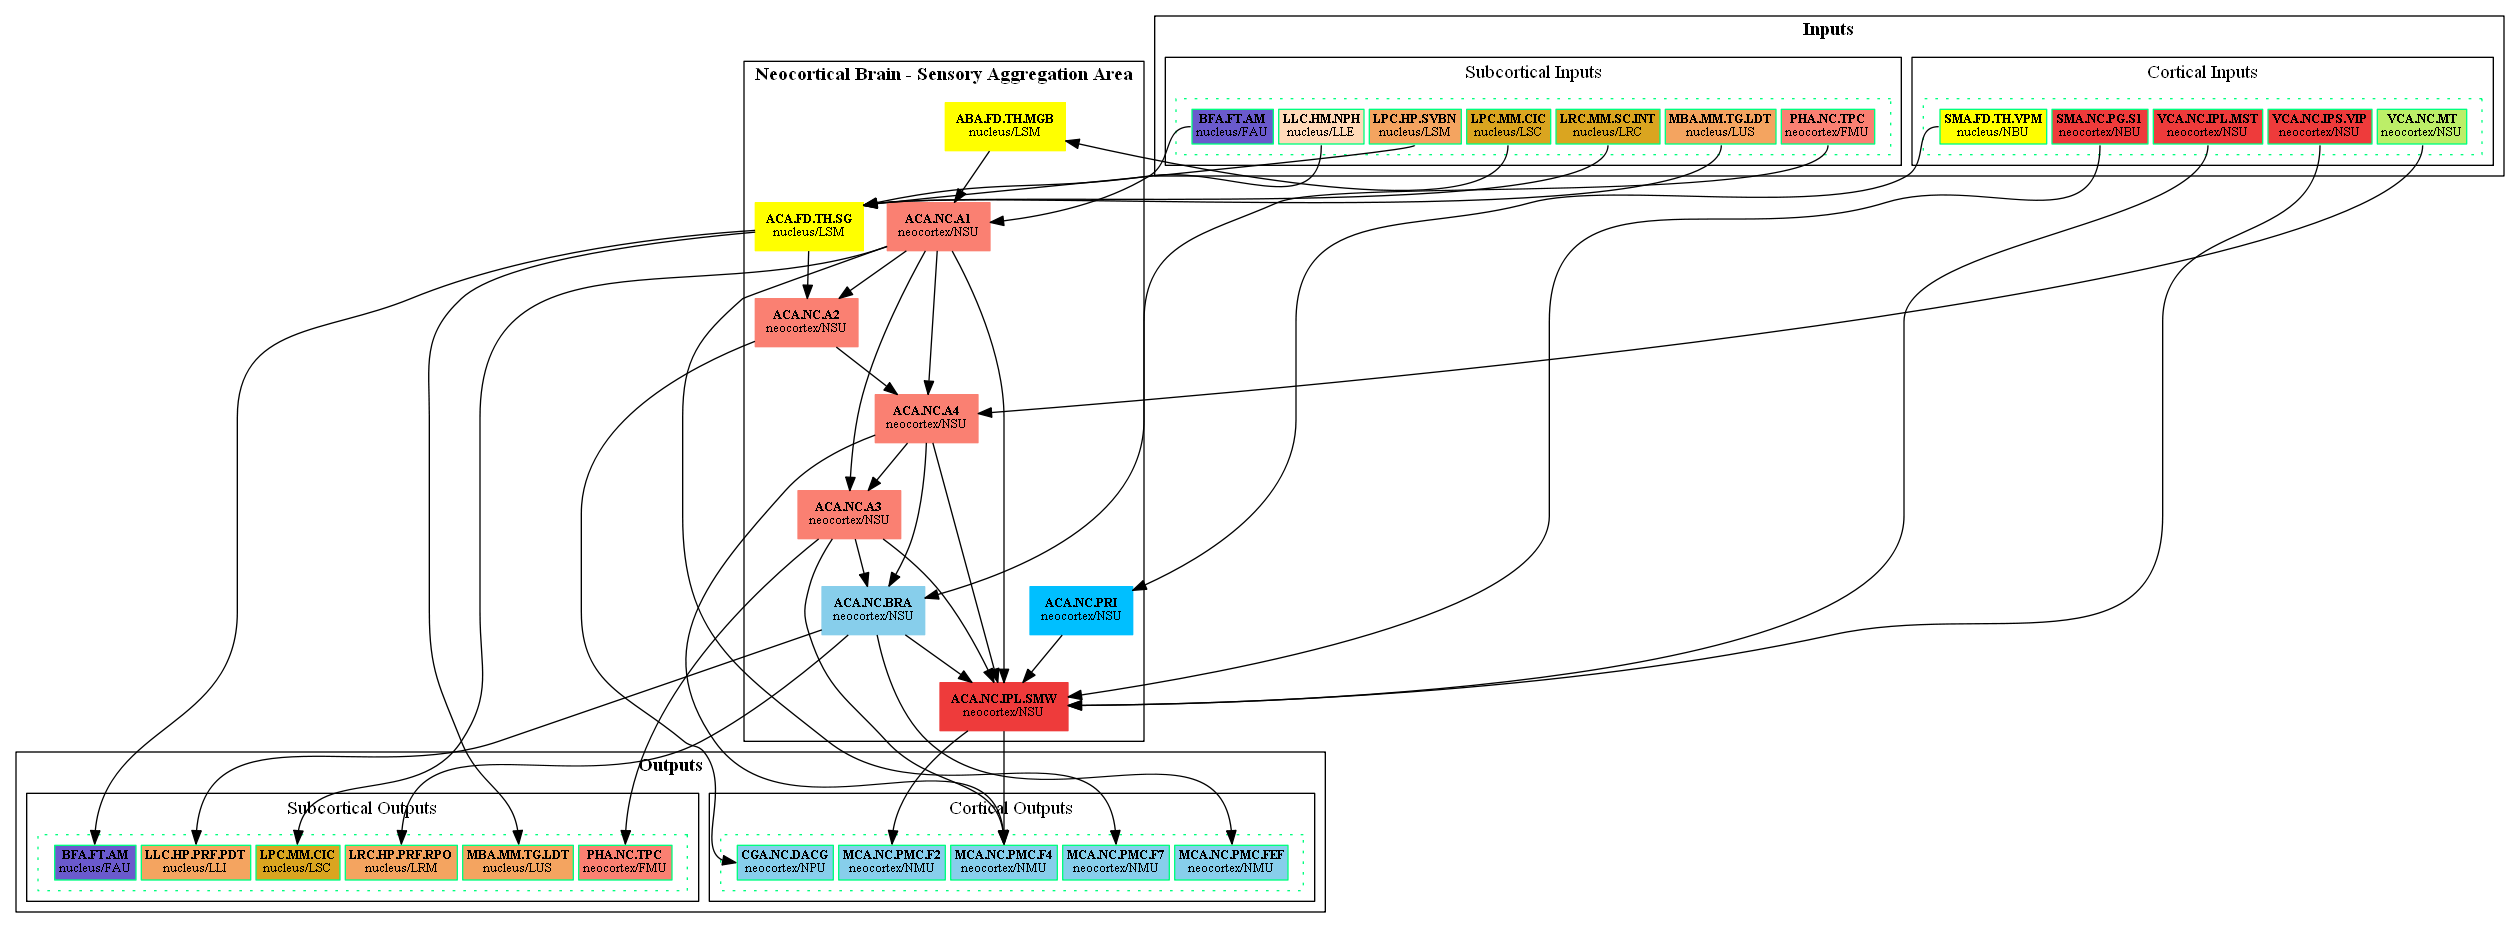 Inputs
Subcortical Inputs
Cortical Inputs
BFA.FT.AM
nucleus/FAU
LLC.HM.NPH
nucleus/LLE
LPC.HP.SVBN
nucleus/LSM
LPC.MM.CIC
nucleus/LSC
LRC.MM.SC.INT
nucleus/LRC
MBA.MM.TG.LDT
nucleus/LUS
PHA.NC.TPC
neocortex/FMU
SMA.FD.TH.VPM
nucleus/NBU
SMA.NC.PG.S1
neocortex/NBU
VCA.NC.IPL.MST
neocortex/NSU
VCA.NC.IPS.VIP
neocortex/NSU
VCA.NC.MT
neocortex/NSU
Neocortical Brain - Sensory Aggregation Area
ABA.FD.TH.MGB
nucleus/LSM
ACA.FD.TH.SG
nucleus/LSM
ACA.NC.A1
neocortex/NSU
ACA.NC.A2
neocortex/NSU
ACA.NC.A4
neocortex/NSU
ACA.NC.A3
neocortex/NSU
ACA.NC.BRA
neocortex/NSU
ACA.NC.PRI
neocortex/NSU
ACA.NC.IPL.SMW
neocortex/NSU
Outputs
Subcortical Outputs
Cortical Outputs
BFA.FT.AM
nucleus/FAU
LLC.HP.PRF.PDT
nucleus/LLI
LPC.MM.CIC
nucleus/LSC
LRC.HP.PRF.RPO
nucleus/LRM
MBA.MM.TG.LDT
nucleus/LUS
PHA.NC.TPC
neocortex/FMU
CGA.NC.DACG
neocortex/NPU
MCA.NC.PMC.F2
neocortex/NMU
MCA.NC.PMC.F4
neocortex/NMU
MCA.NC.PMC.F7
neocortex/NMU
MCA.NC.PMC.FEF
neocortex/NMU